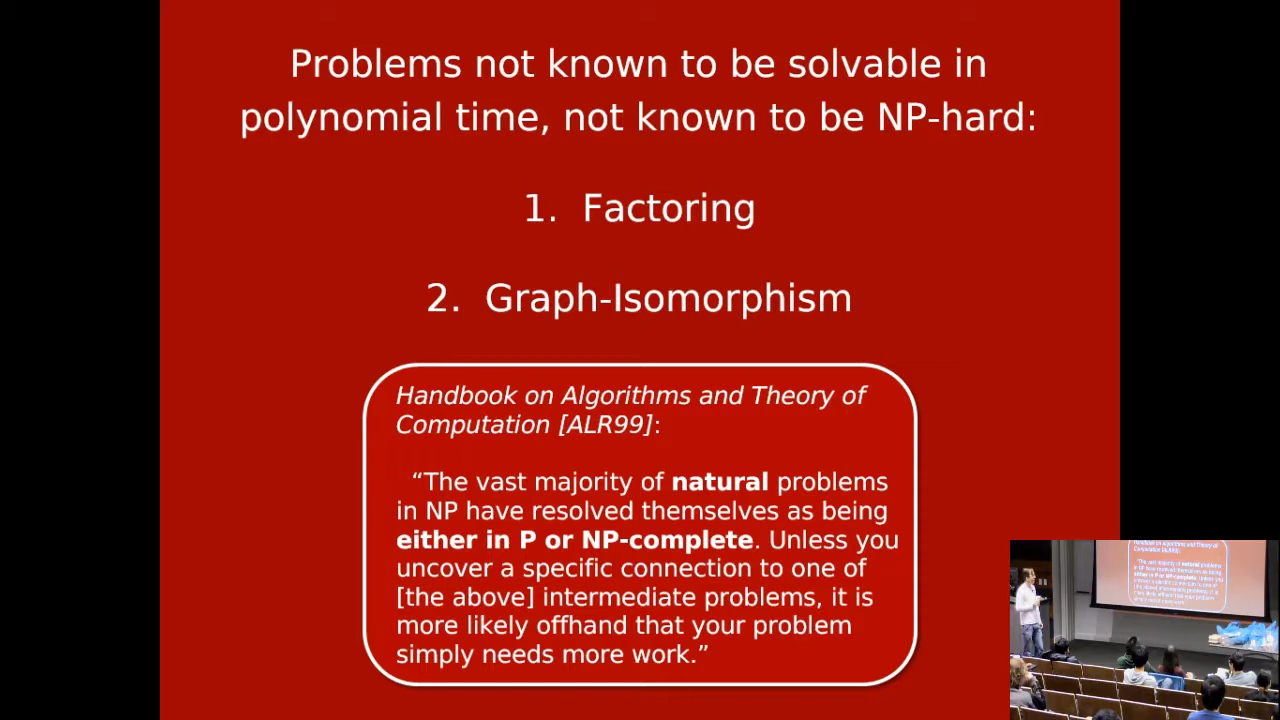 Problems not known to be solvable in
polynomial time, not known to be NP-hard:
1. Factoring
2. Graph-Isomorphism
Handbook on Algorithms and Theory of
Computation [ALR99]:
“The vast majority of natural problems
in NP have resolved themselves as being
either in P or NP-complete. Unless you
uncover a specific connection to one of
[the above] intermediate problems, it is
more likely offhand that your problem
simply needs more work.”